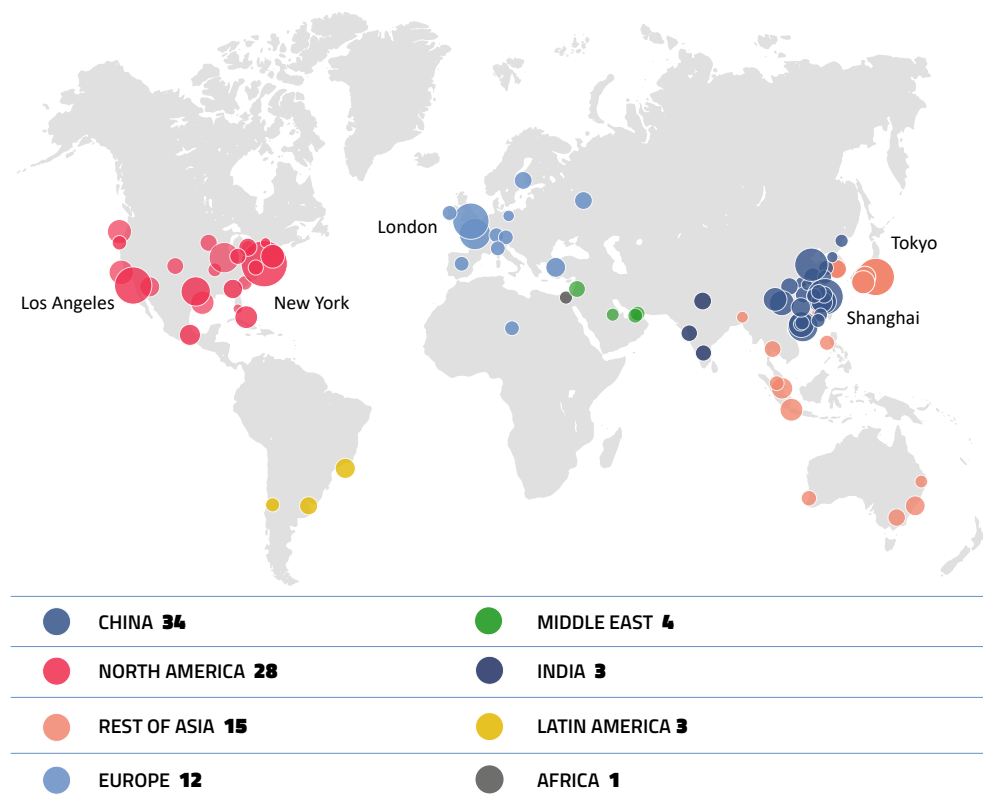 London
Tokyo
Los Angeles
New York
Shanghai
CHINA 34
MIDDLE EAST 4
NORTH AMERICA 28
INDIA 3
REST OF ASIA 15
LATIN AMERICA 3
EUROPE 12
AFRICA 1